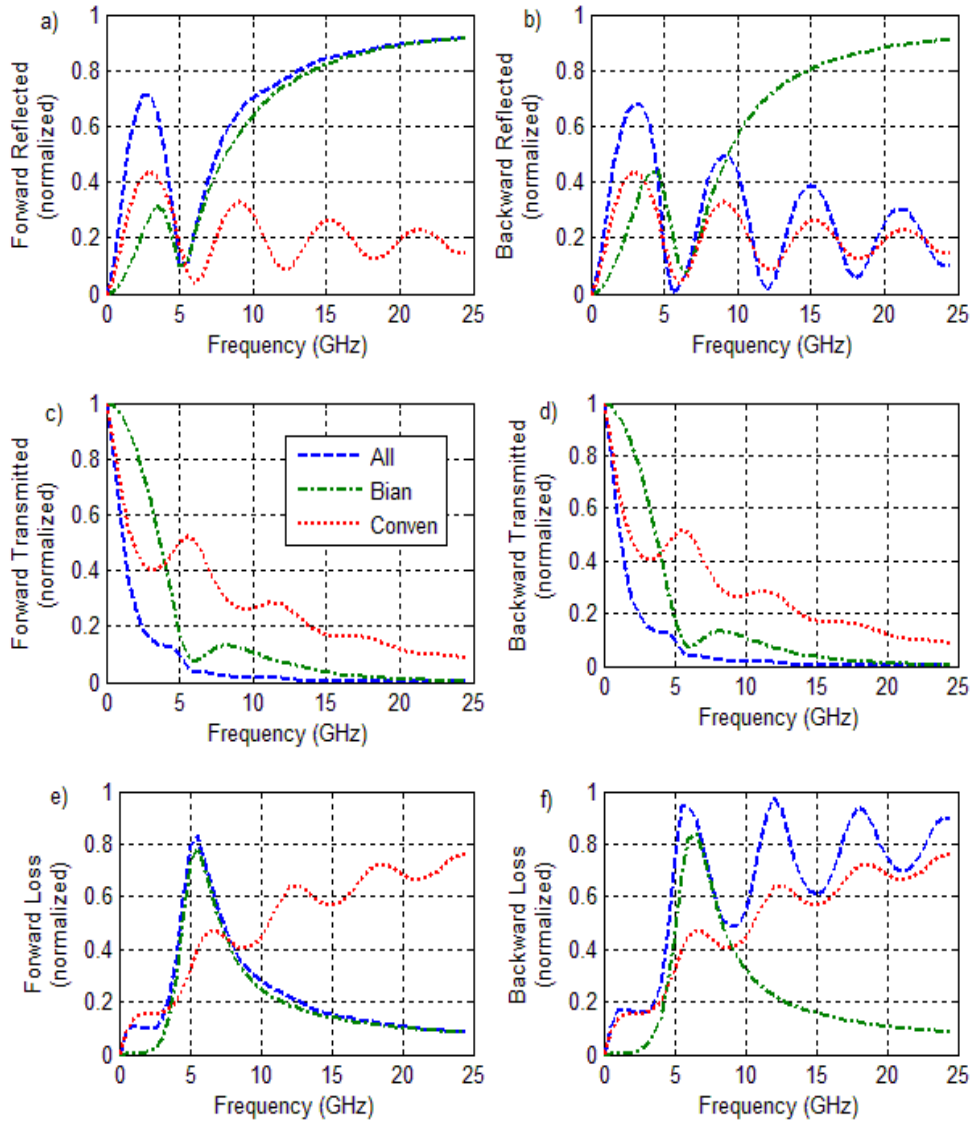 a)
Forward Reflected
(normalized)
1
0.8
0.6
0.4
0.2
0
0 5 10 15 20 25
Frequency (GHz)
b)
Backward Reflected
(normalized)
1
0.8
0.6
0.4
0.2
0
0 5 10 15 20 25
Frequency (GHz)
c)
Forward Transmitted
(normalized)
1
0.8
0.6
0.4
0.2
0
All
Bian
Conven
0 5 10 15 20 25
Frequency (GHz)
d)
Backward Transmitted
(normalized)
1
0.8
0.6
0.4
0.2
0
0 5 10 15 20 25
Frequency (GHz)
e)
Forward Loss
(normalized)
1
0.8
0.6
0.4
0.2
0
0 5 10 15 20 25
Frequency (GHz)
f)
Backward Loss
(normalized)
1
0.8
0.6
0.4
0.2
0
0 5 10 15 20 25
Frequency (GHz)